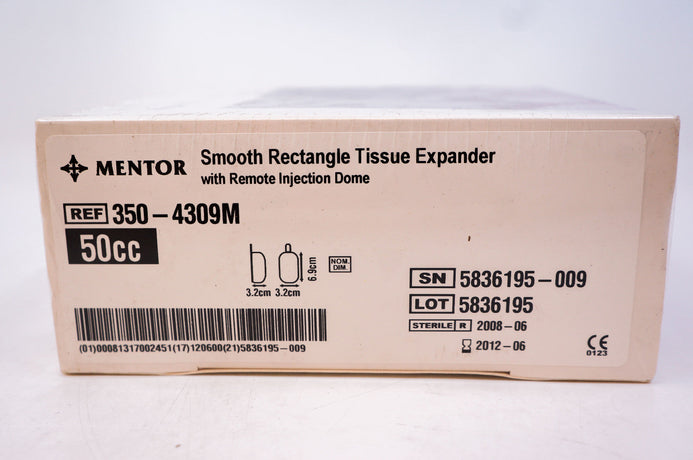 MENTOR
Smooth Rectangle Tissue Expander
with Remote Injection Dome
REF 350-4309M
50cc
NOM.
DIM.
6.9cm
3.2cm 3.2cm
SN 5836195-009
LOT 5836195
STERILE R 2008-06
2012-06
CE
0123
(01)00081317002451(17)120600(21)5836195-009